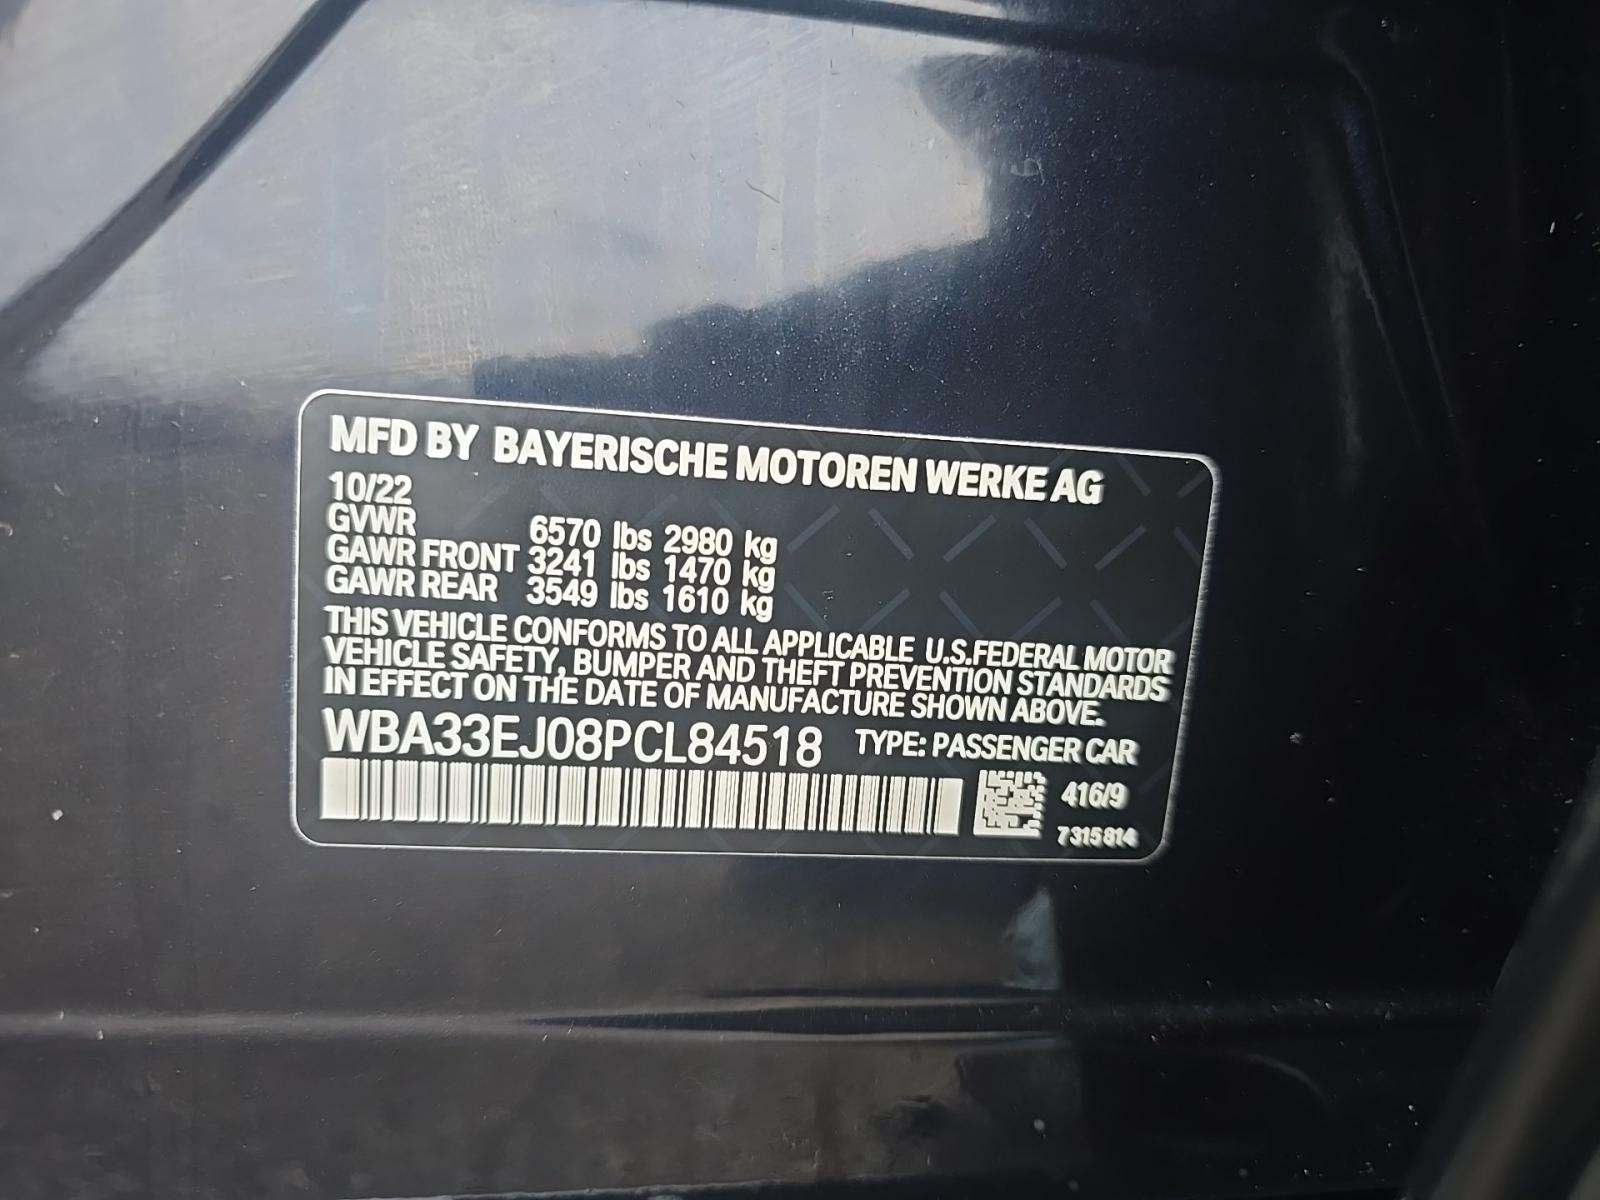 MFD BY BAYERISCHE MOTOREN WERKE AG
10/22
GVWR 6570 lbs 2980 kg
GAWR FRONT 3241 lbs 1470 kg
GAWR REAR 3549 lbs 1610 kg
THIS VEHICLE CONFORMS TO ALL APPLICABLE U.S.FEDERAL MOTOR
VEHICLE SAFETY, BUMPER AND THEFT PREVENTION STANDARDS
IN EFFECT ON THE DATE OF MANUFACTURE SHOWN ABOVE.
WBA33EJ08PCL84518 TYPE: PASSENGER CAR
416/9
7315814